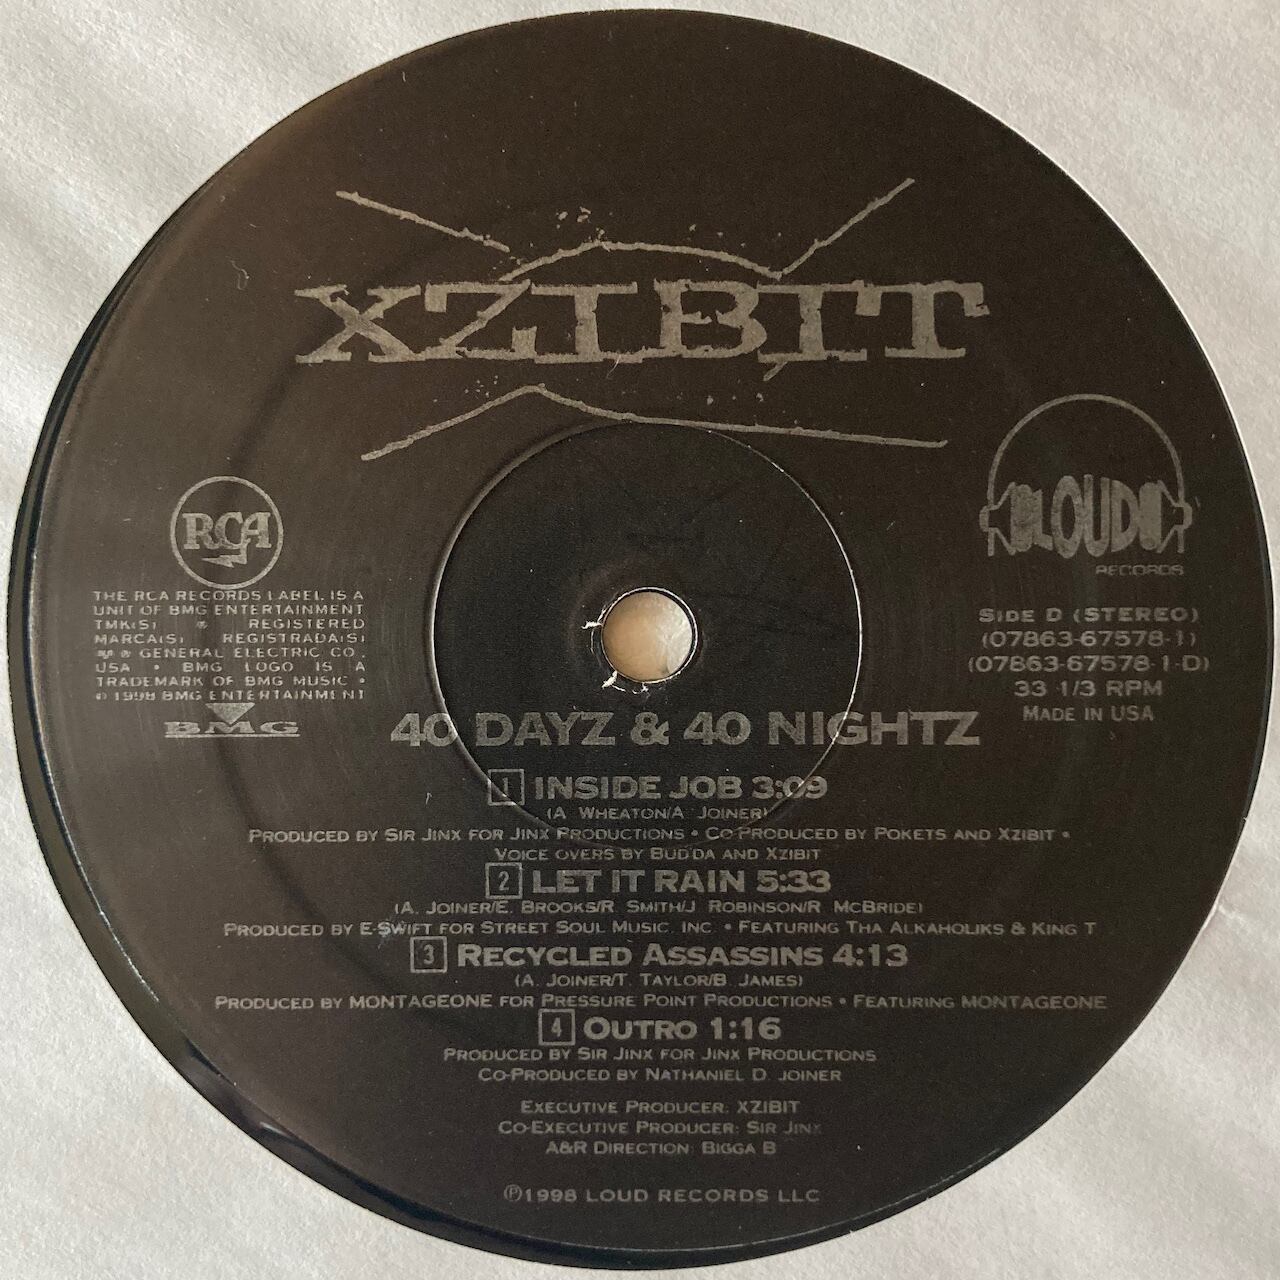 XZIBIT
LOUD
RECORDS
RCA
THE RCA RECORDS LABEL IS A
UNIT OF BMG ENTERTAINMENT
TMK(S) ® REGISTERED
MARCA(S) REGISTRADA(S)
GENERAL ELECTRIC CO.,
USA • BMG LOGO IS A
TRADEMARK OF BMG MUSIC •
© 1998 BMG ENTERTAINMENT
BMG
SIDE D (STEREO)
(07863-67578-1)
(07863-67578-1-D)
33 1/3 RPM
MADE IN USA
40 DAYZ & 40 NIGHTZ
1 INSIDE JOB 3:09
(A. WHEATON/A. JOINER)
PRODUCED BY SIR JINX FOR JINX PRODUCTIONS • CO-PRODUCED BY POKETS AND XZIBIT •
VOICE OVERS BY BUDDA AND XZIBIT
2 LET IT RAIN 5:33
(A. JOINER/E. BROOKS/R. SMITH/J. ROBINSON/R. MCBRIDE)
PRODUCED BY E-SWIFT FOR STREET SOUL MUSIC, INC. • FEATURING THA ALKAHOLIKS & KING T
3 RECYCLED ASSASSINS 4:13
(A. JOINER/T. TAYLOR/B. JAMES)
PRODUCED BY MONTAGEONE FOR PRESSURE POINT PRODUCTIONS • FEATURING MONTAGEONE
4 OUTRO 1:16
PRODUCED BY SIR JINX FOR JINX PRODUCTIONS
CO-PRODUCED BY NATHANIEL D. JOINER
EXECUTIVE PRODUCER: XZIBIT
CO-EXECUTIVE PRODUCER: SIR JINX
A&R DIRECTION: BIGGA B
℗1998 LOUD RECORDS LLC